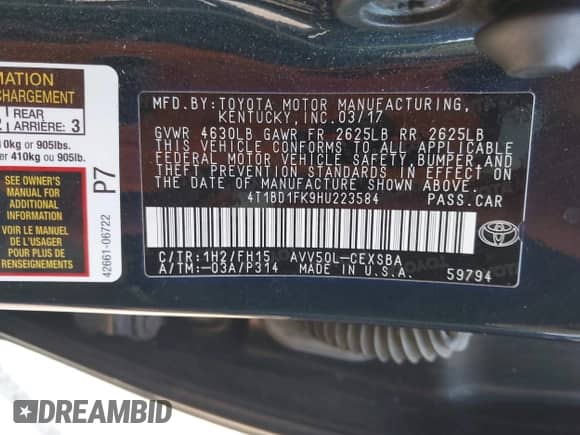 MATION
CHARGEMENT
REAR
ARRIÈRE: 3
0kg or 905lbs.
er 410kg ou 905lb.
SEE OWNER'S
MANUAL FOR
ADDITIONAL
INFORMATION
VOIR LE MANUEL
DE L'USAGER
POUR PLUS DE
RENSEIGNEMENTS
P7
42661-06722
MFD.BY:TOYOTA MOTOR MANUFACTURING,
KENTUCKY,INC.03/17
GVWR 4630LB GAWR FR 2625LB RR 2625LB
THIS VEHICLE CONFORMS TO ALL APPLICABLE
FEDERAL MOTOR VEHICLE SAFETY,BUMPER,AND
THEFT PREVENTION STANDARDS IN EFFECT ON
THE DATE OF MANUFACTURE SHOWN ABOVE.
4T1BD1FK9HU223584 PASS.CAR
C/TR:1H2/FH15 AVV50L-CEXSBA
A/TM:-03A/P314 MADE IN U.S.A. 59794
DREAMBID